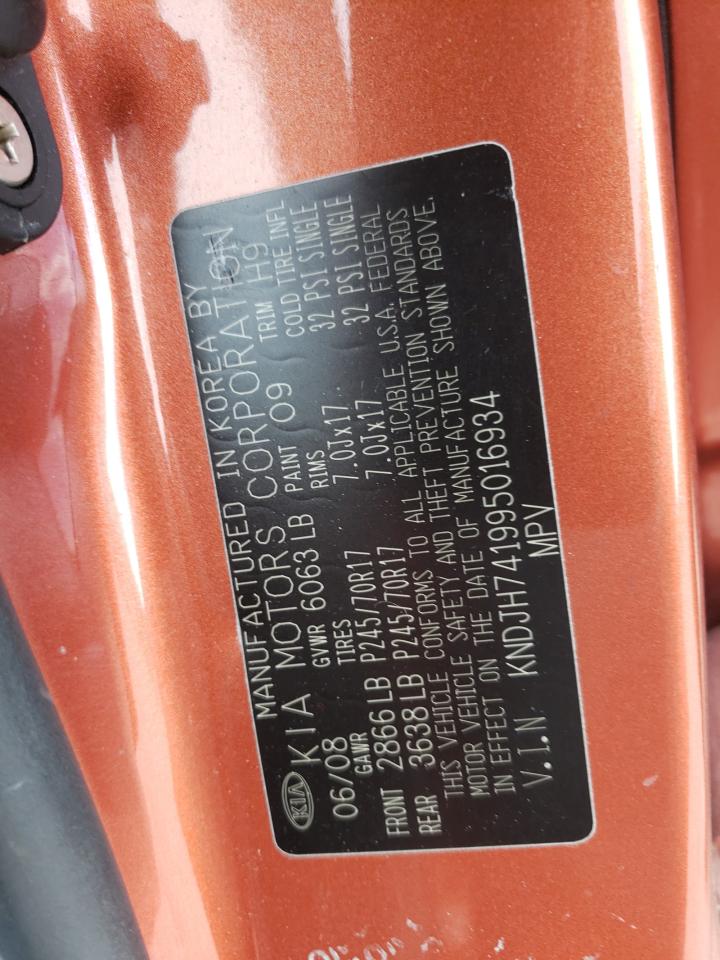 MANUFACTURED IN KOREA BY
KIA KIA MOTORS CORPORATION
06/08 GVWR 6063 LB PAINT O9 TRIM H9
GAWR TIRES RIMS COLD TIRE INFL
FRONT 2866 LB P245/70R17 7.0Jx17 32 PSI SINGLE
REAR 3638 LB P245/70R17 7.0Jx17 32 PSI SINGLE
THIS VEHICLE CONFORMS TO ALL APPLICABLE U.S.A. FEDERAL
MOTOR VEHICLE SAFETY AND THEFT PREVENTION STANDARDS
IN EFFECT ON THE DATE OF MANUFACTURE SHOWN ABOVE.
V.I.N KNDJH741995016934
MPV